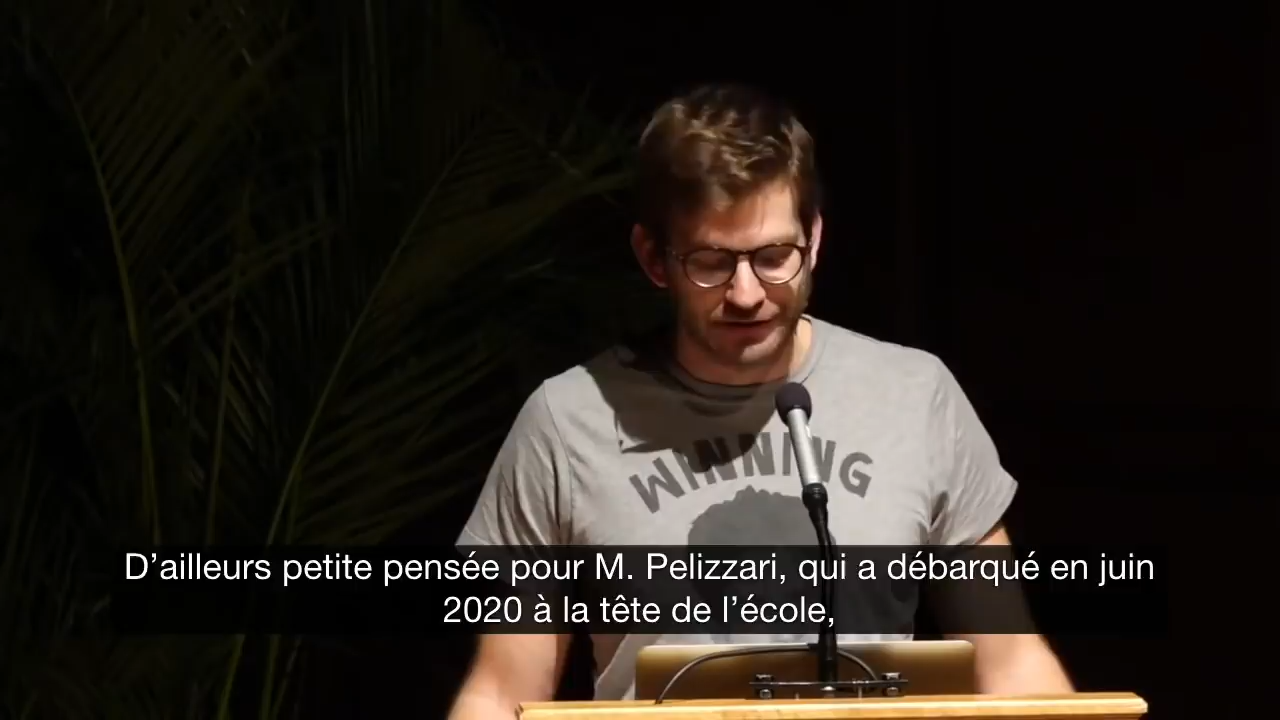 WINNING
D’ailleurs petite pensée pour M. Pelizzari, qui a débarqué en juin
2020 à la tête de l’école,